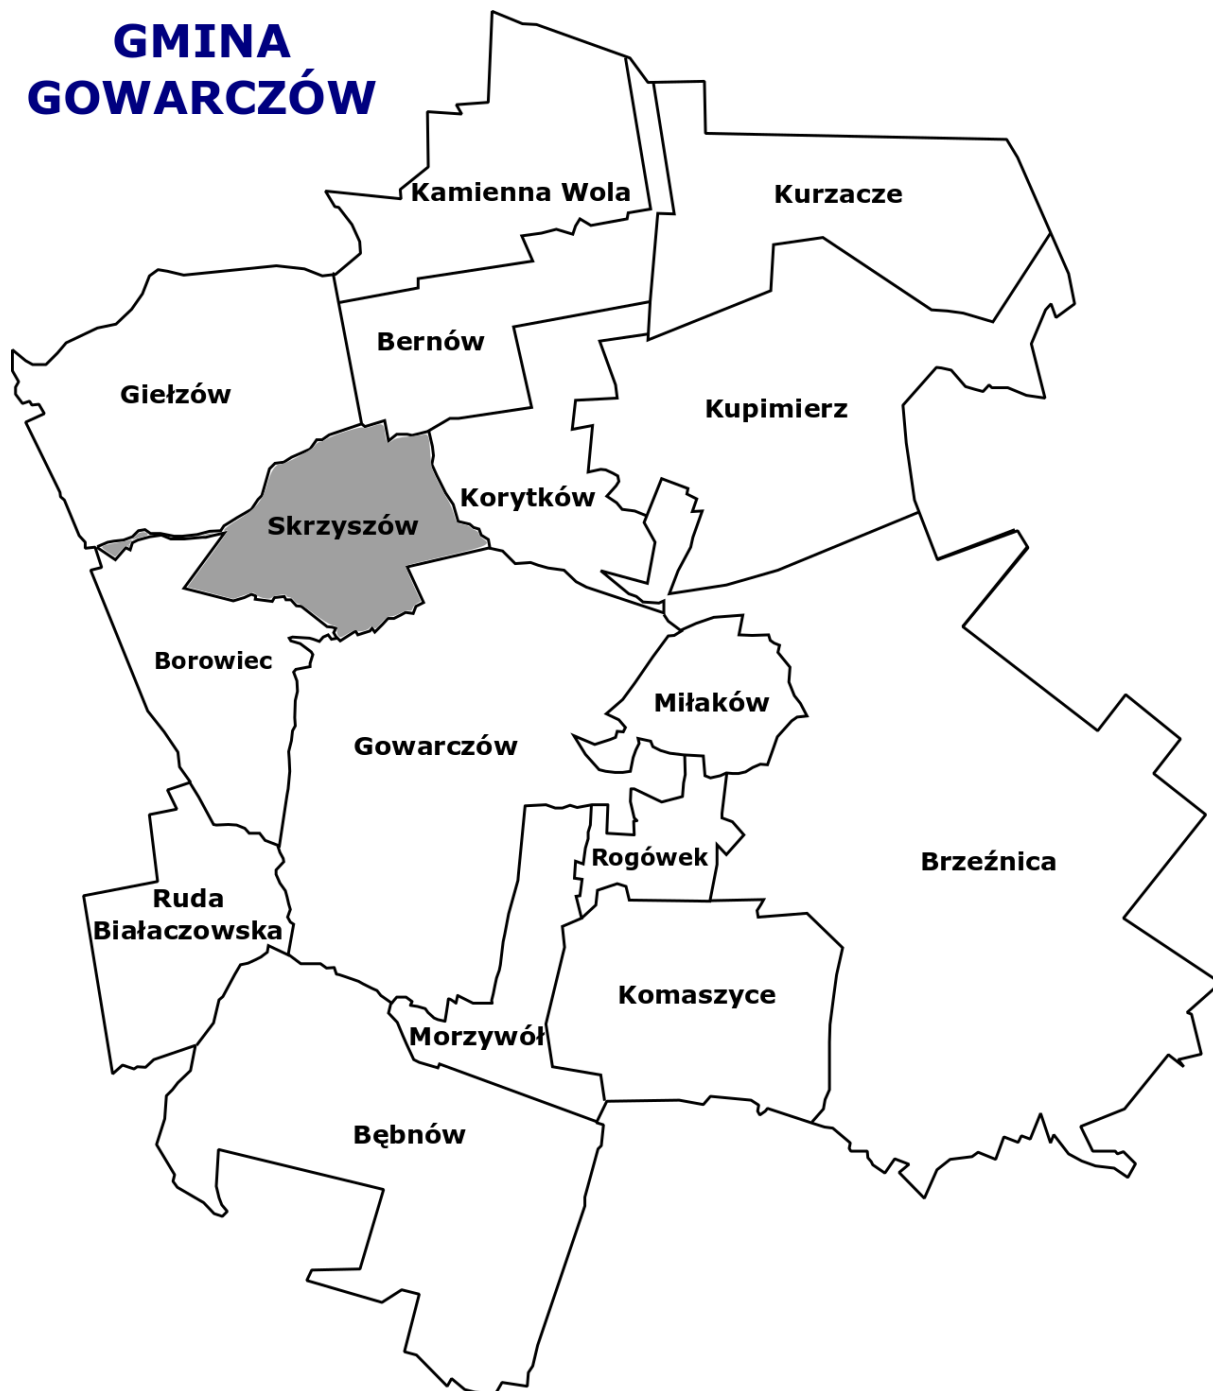 GMINA
GOWARCZÓW
Kamienna Wola
Kurzacze
Bernów
Giełzów
Kupimierz
Korytków
Skrzyszów
Borowiec
Miłaków
Gowarczów
Rogówek
Brzeźnica
Ruda
Białaczowska
Komaszyce
Morzywół
Bębnów